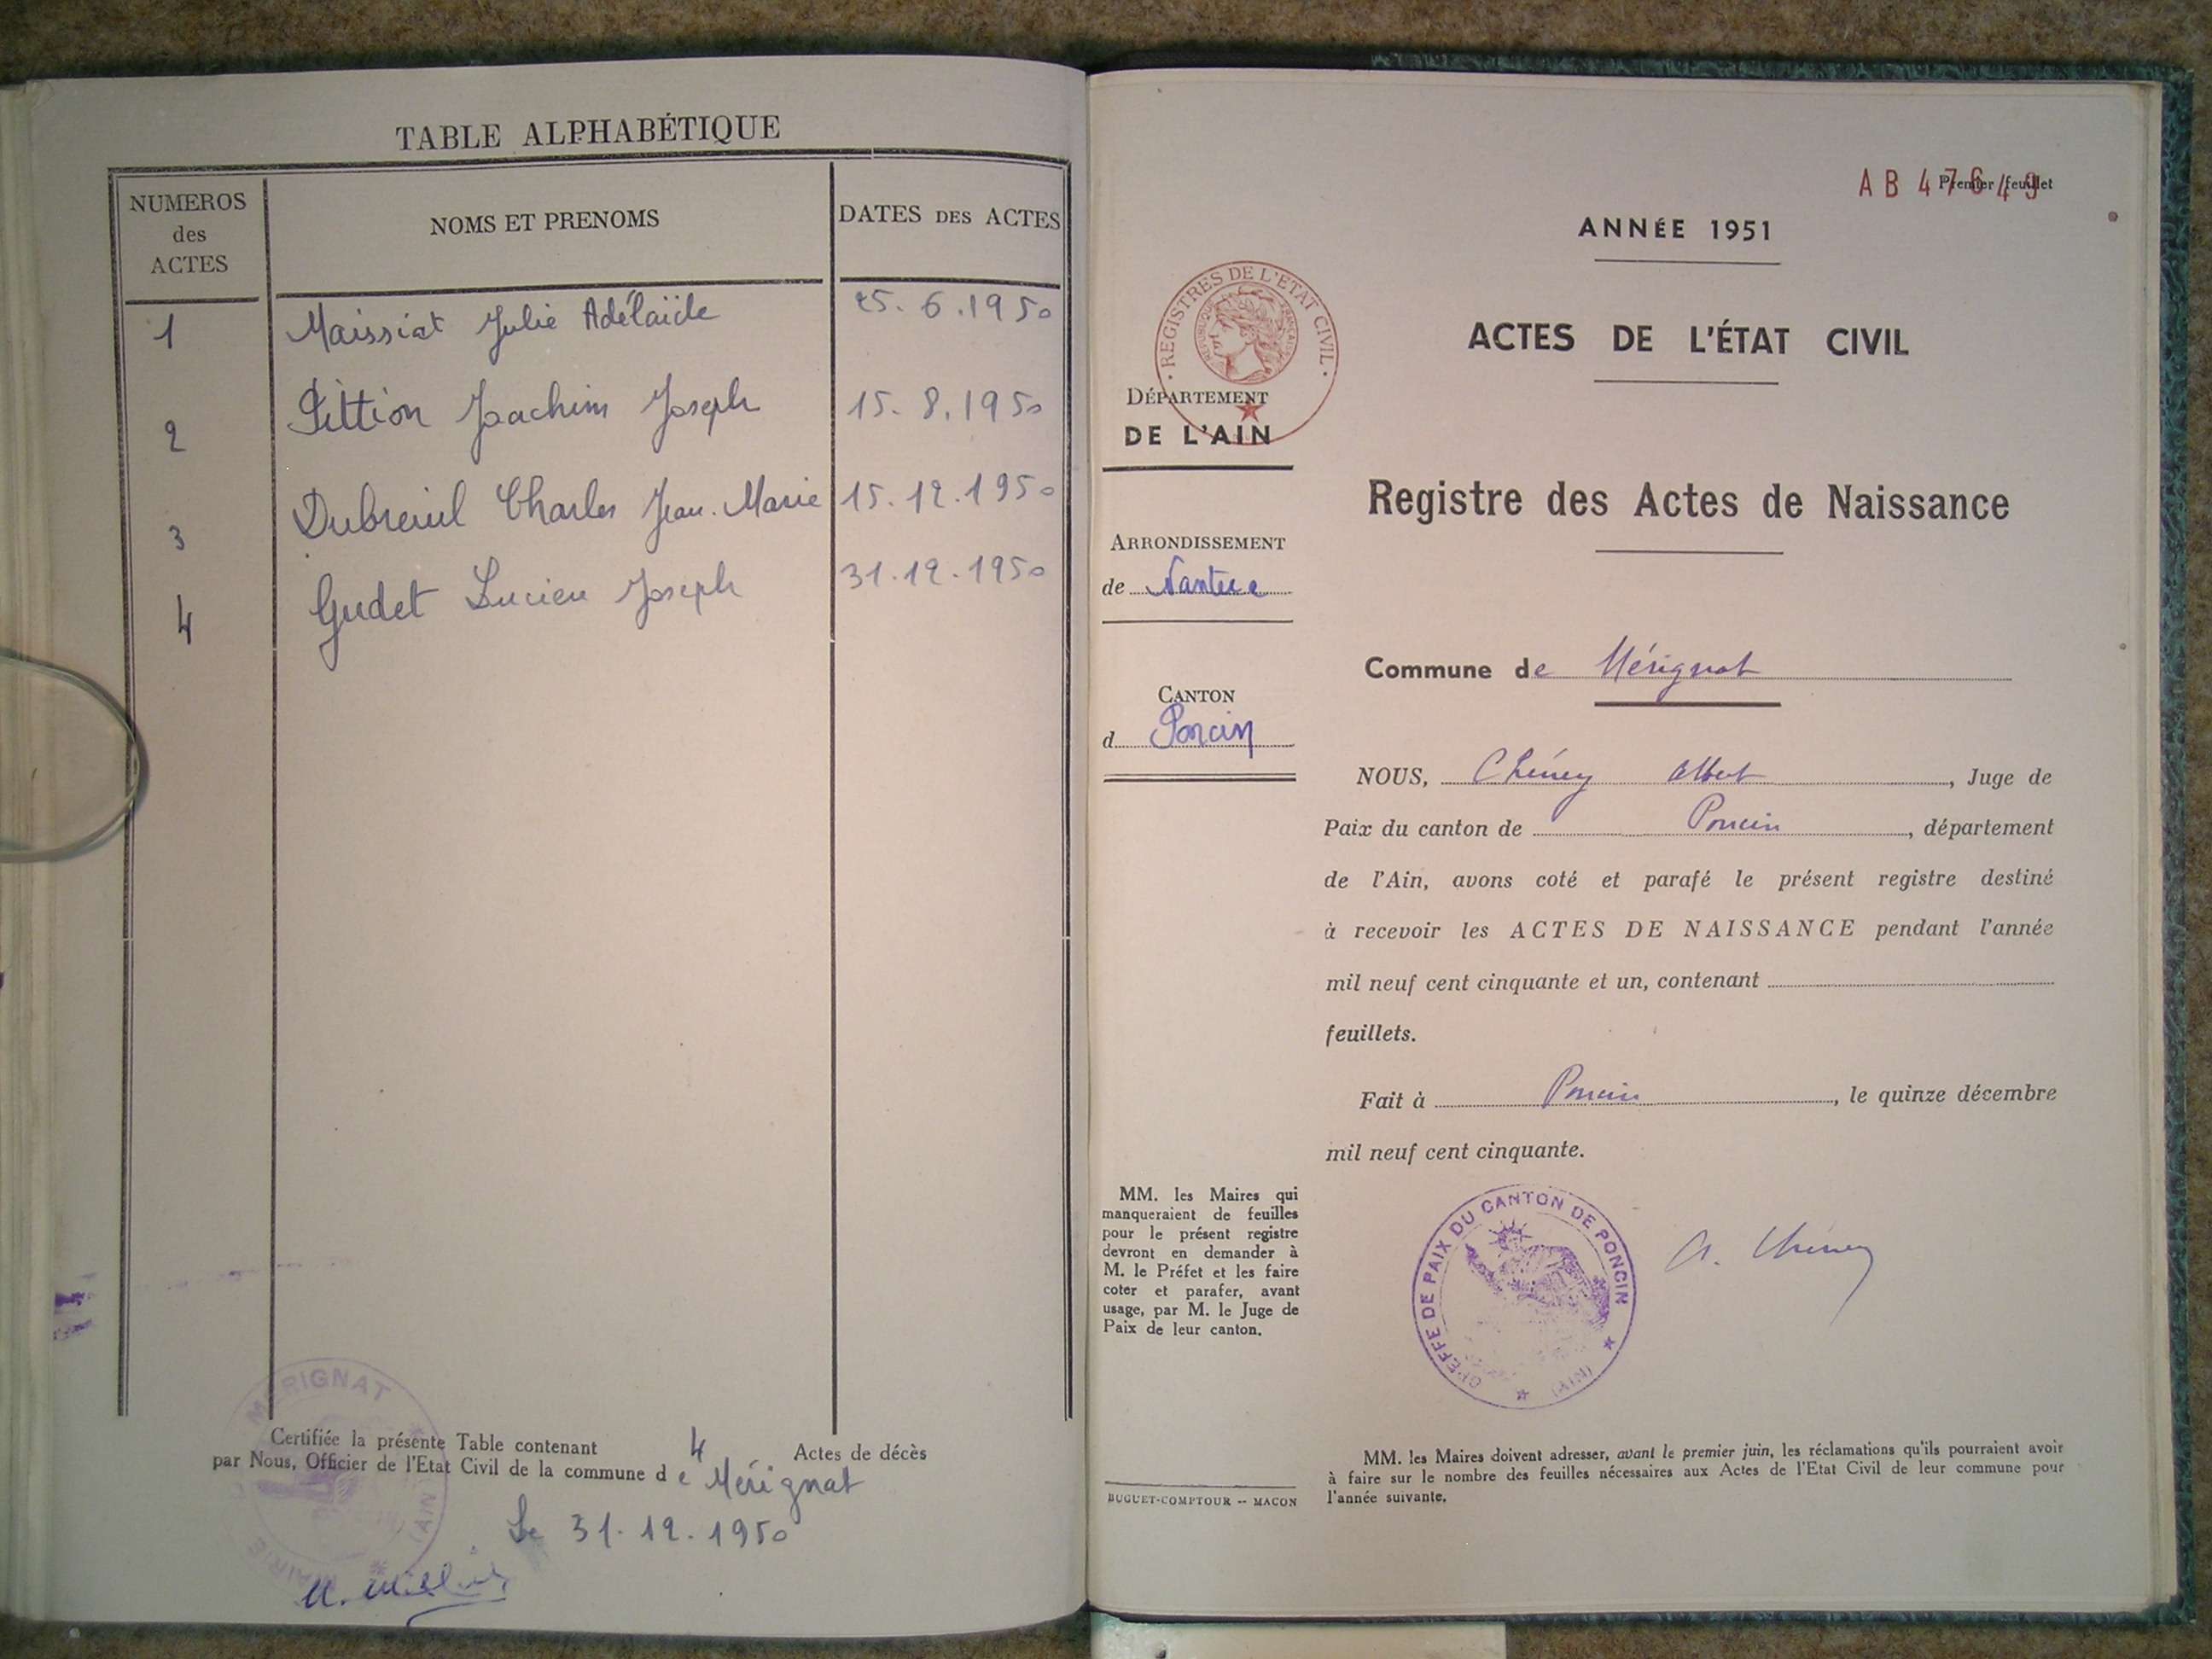 TABLE ALPHABÉTIQUE
NUMEROS
des
ACTES
NOMS ET PRENOMS
DATES DES ACTES
1 Maissiat Julie Adélaïde 25.6.1950
2 Pittion Joachim Joseph 15.8.1950
3 Dubreuil Charles Jean-Marie 15.12.1950
4 Gudet Lucien Joseph 31.12.1950
Certifiée la présente Table contenant 4 Actes de décès
par Nous, Officier de l'Etat Civil de la commune de Mérignat
Le 31.12.1950
MAIRIE MERIGNAT (AIN)
AB 47649
Premier feuillet
ANNÉE 1951
ACTES DE L'ÉTAT CIVIL
· REGISTRES DE L'ETAT CIVIL ·
REPUBLIQUE FRANÇAISE
DÉPARTEMENT
DE L'AIN
Registre des Actes de Naissance
ARRONDISSEMENT
de Nantua
Commune de Mérignat
CANTON
d Poncin
NOUS, Chéney Albert, Juge de
Paix du canton de Poncin, département
de l'Ain, avons coté et parafé le présent registre destiné
à recevoir les ACTES DE NAISSANCE pendant l'année
mil neuf cent cinquante et un, contenant
feuillets.
Fait à Poncin, le quinze décembre
mil neuf cent cinquante.
MM. les Maires qui
manqueraient de feuilles
pour le présent registre
devront en demander à
M. le Préfet et les faire
coter et parafer, avant
usage, par M. le Juge de
Paix de leur canton.
GREFFE DE PAIX DU CANTON DE PONCIN
(AIN)
A. Chéney
MM. les Maires doivent adresser, avant le premier juin, les réclamations qu'ils pourraient avoir
à faire sur le nombre des feuilles nécessaires aux Actes de l'Etat Civil de leur commune pour
l'année suivante.
BUGUET-COMPTOUR -- MACON